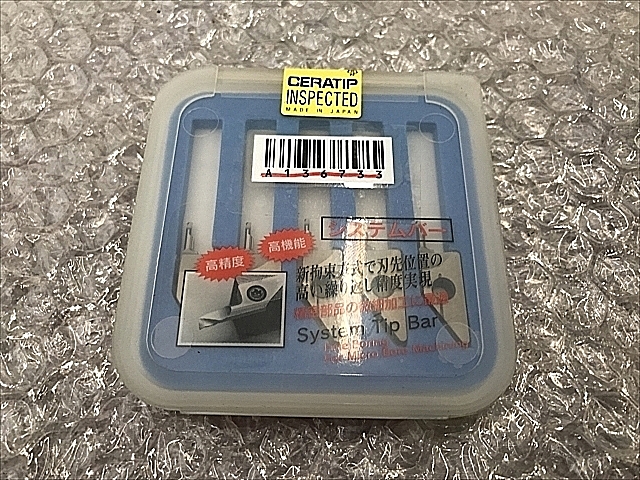 CERATIP
INSPECTED
MADE IN JAPAN
A136733
システムバー
高機能
高精度
新拘束方式で刃先位置の
高い繰り返し精度実現
System Tip Bar